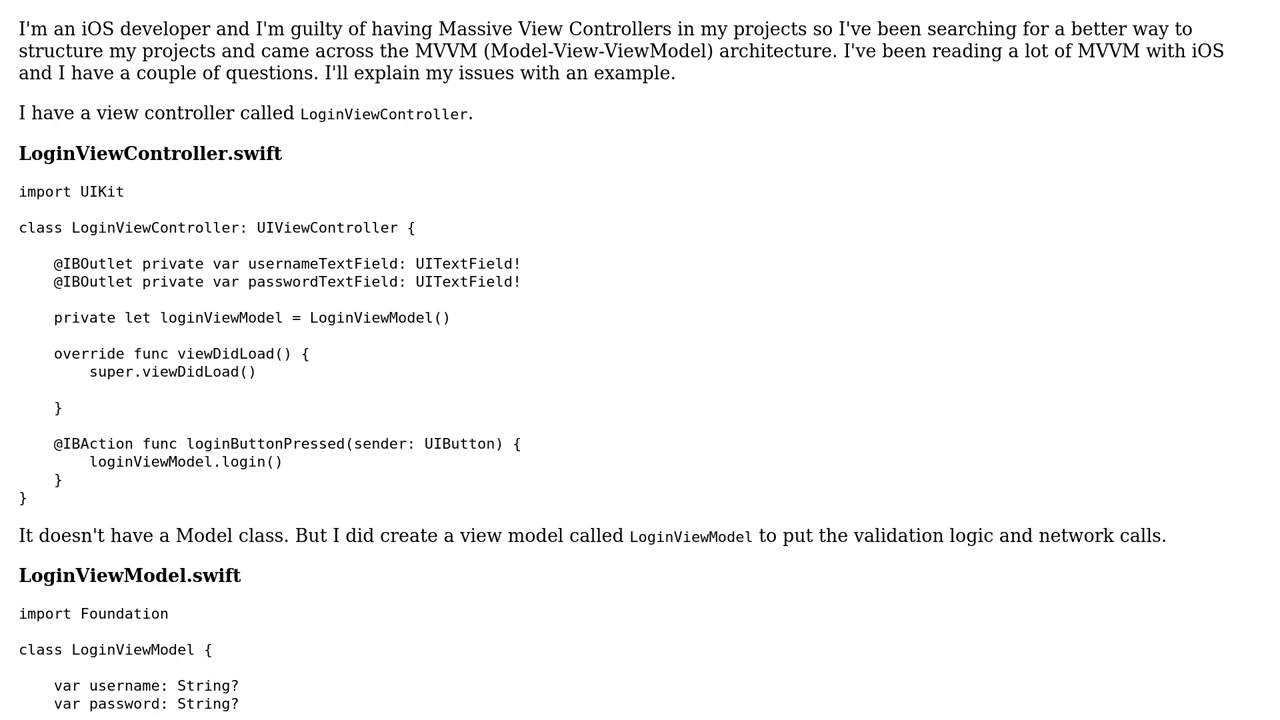 I'm an iOS developer and I'm guilty of having Massive View Controllers in my projects so I've been searching for a better way to
structure my projects and came across the MVVM (Model-View-ViewModel) architecture. I've been reading a lot of MVVM with iOS
and I have a couple of questions. I'll explain my issues with an example.
I have a view controller called LoginViewController.
LoginViewController.swift
import UIKit
class LoginViewController: UIViewController {
    @IBOutlet private var usernameTextField: UITextField!
    @IBOutlet private var passwordTextField: UITextField!
    private let loginViewModel = LoginViewModel()
    override func viewDidLoad() {
        super.viewDidLoad()
    }
    @IBAction func loginButtonPressed(sender: UIButton) {
        loginViewModel.login()
    }
}
It doesn't have a Model class. But I did create a view model called LoginViewModel to put the validation logic and network calls.
LoginViewModel.swift
import Foundation
class LoginViewModel {
    var username: String?
    var password: String?